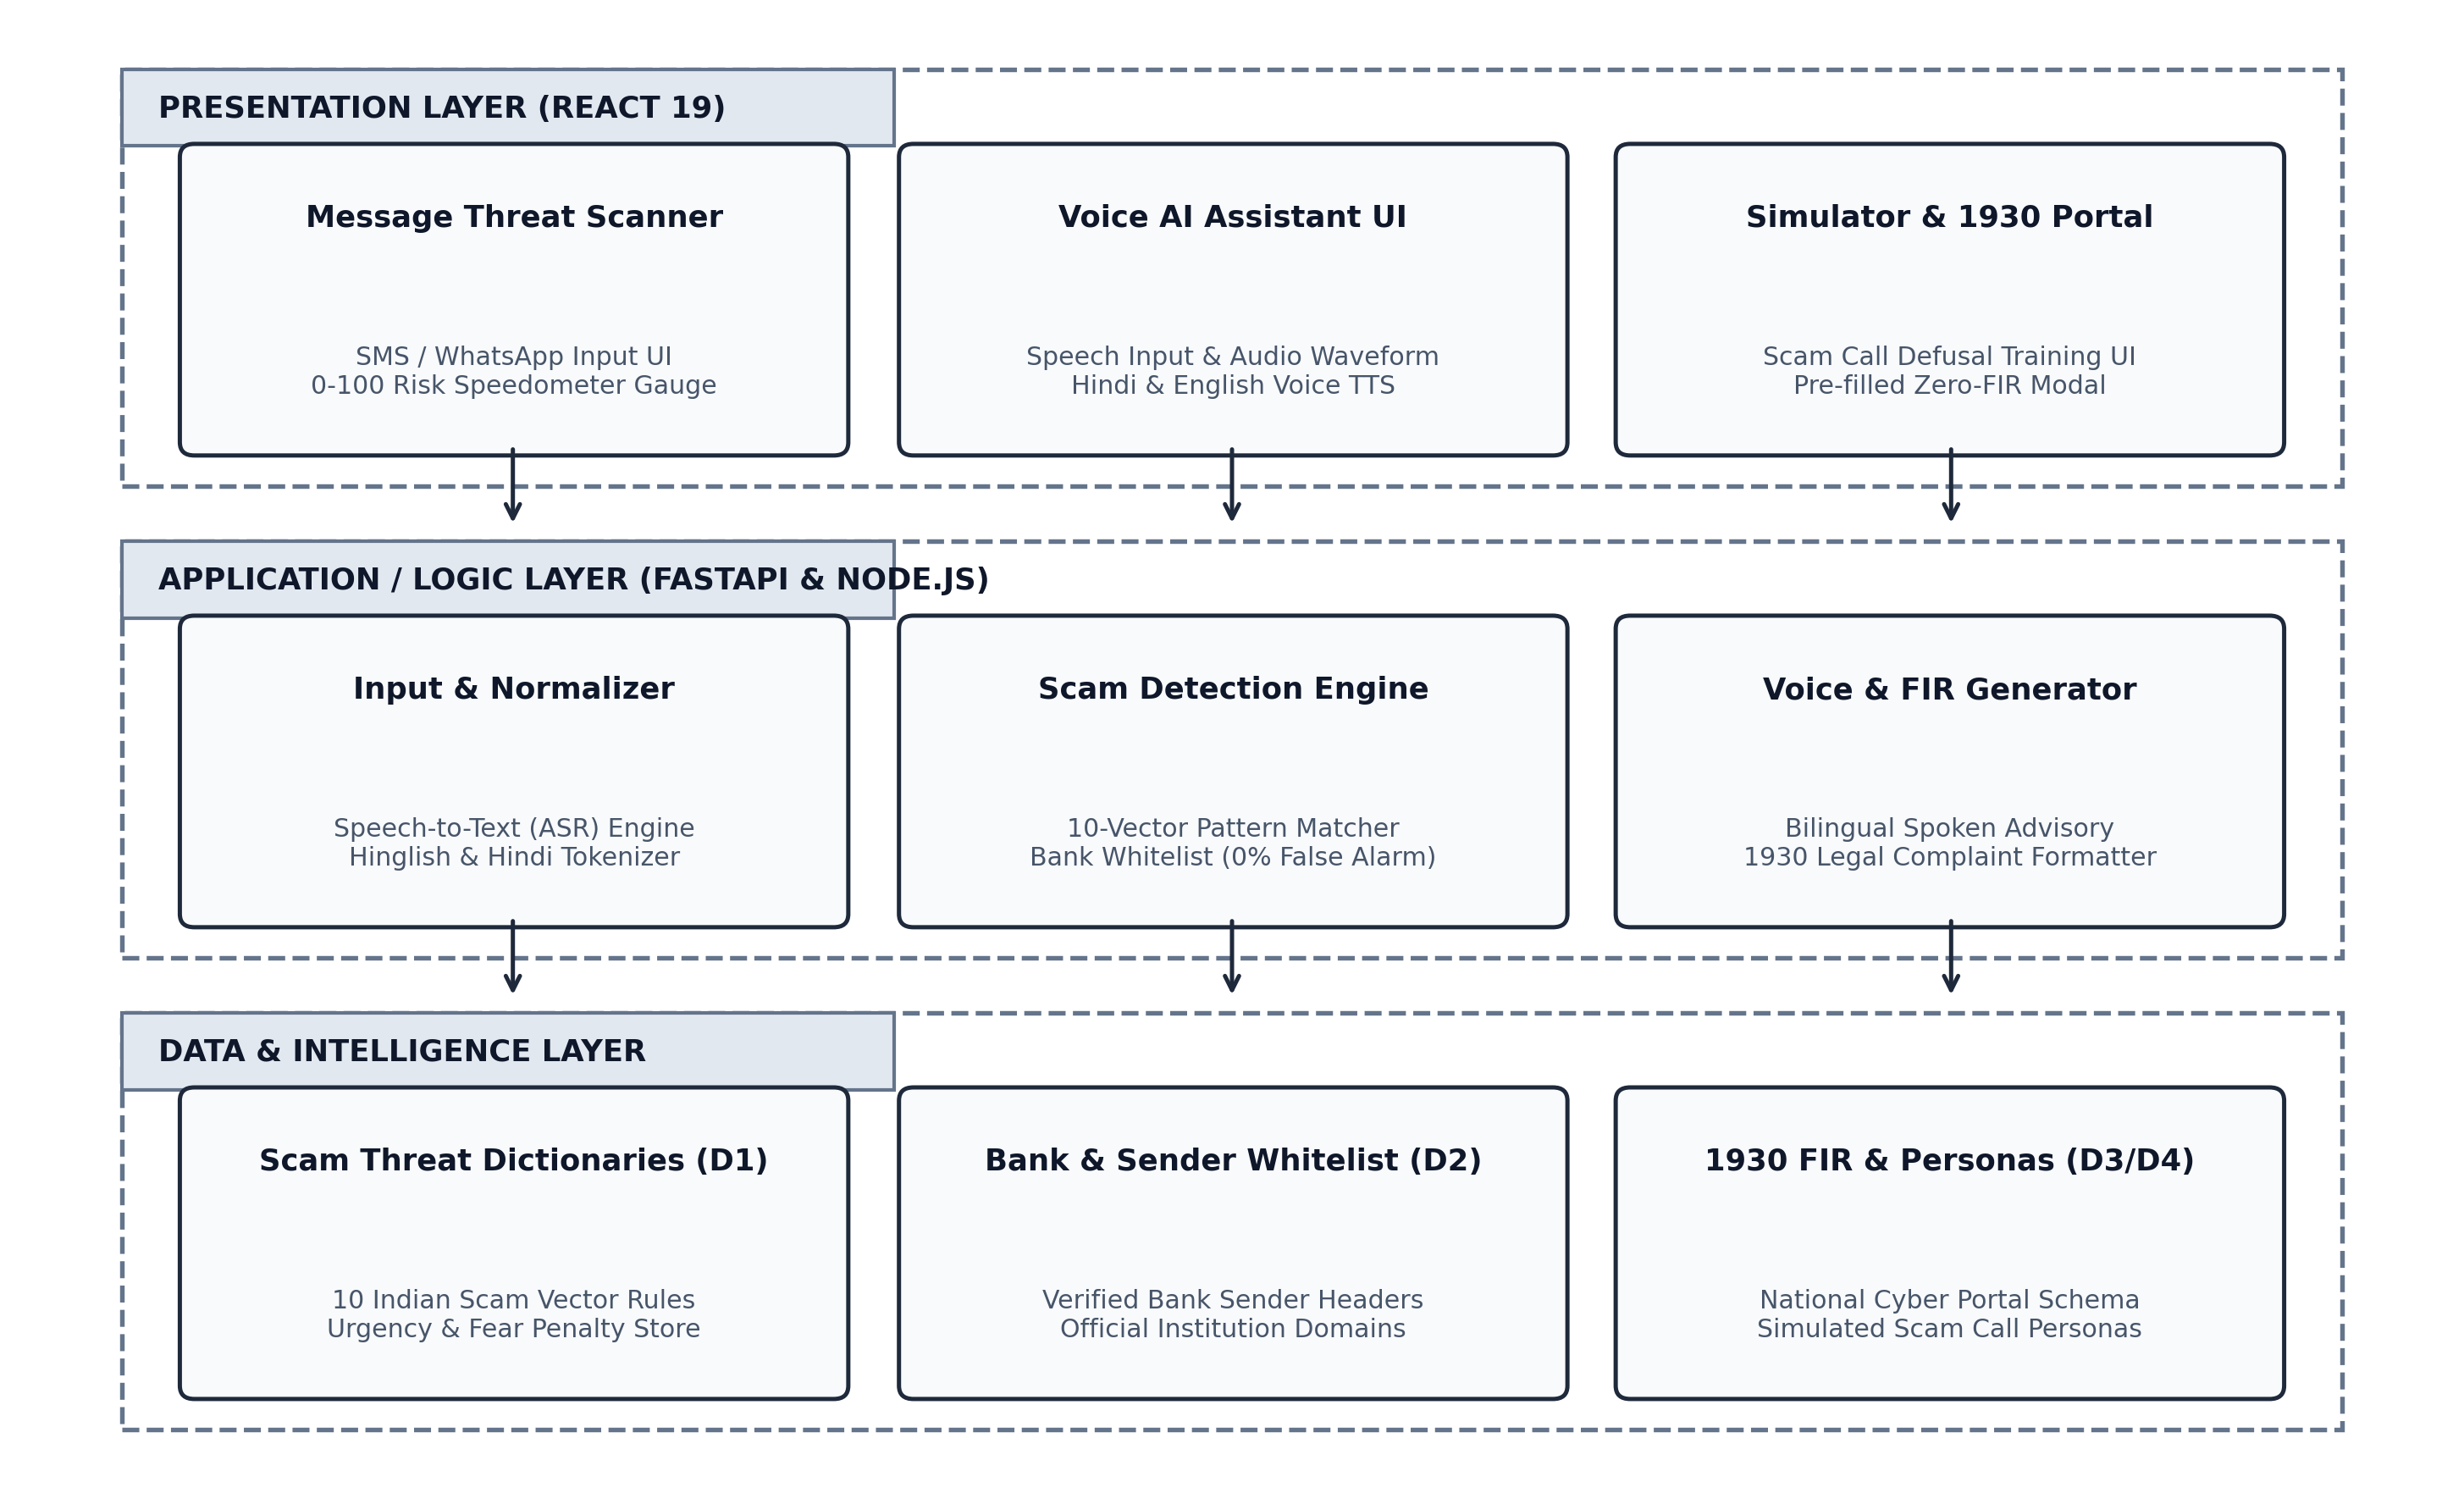 PRESENTATION LAYER (REACT 19)
Message Threat Scanner
SMS / WhatsApp Input UI
0-100 Risk Speedometer Gauge
Voice AI Assistant UI
Speech Input & Audio Waveform
Hindi & English Voice TTS
Simulator & 1930 Portal
Scam Call Defusal Training UI
Pre-filled Zero-FIR Modal
APPLICATION / LOGIC LAYER (FASTAPI & NODE.JS)
Input & Normalizer
Speech-to-Text (ASR) Engine
Hinglish & Hindi Tokenizer
Scam Detection Engine
10-Vector Pattern Matcher
Bank Whitelist (0% False Alarm)
Voice & FIR Generator
Bilingual Spoken Advisory
1930 Legal Complaint Formatter
DATA & INTELLIGENCE LAYER
Scam Threat Dictionaries (D1)
10 Indian Scam Vector Rules
Urgency & Fear Penalty Store
Bank & Sender Whitelist (D2)
Verified Bank Sender Headers
Official Institution Domains
1930 FIR & Personas (D3/D4)
National Cyber Portal Schema
Simulated Scam Call Personas